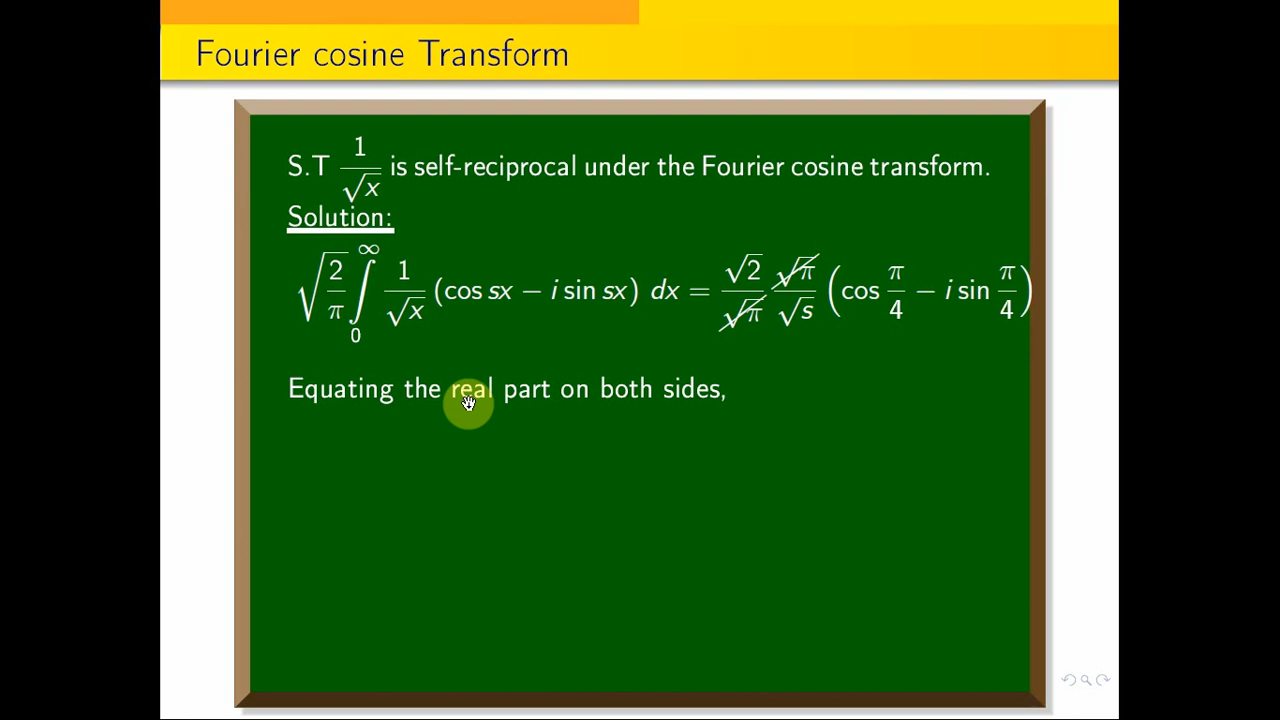 Fourier cosine Transform
S.T 1/√x is self-reciprocal under the Fourier cosine transform.
Solution:
√(2/π) ∫₀^∞ 1/√x (cos sx − i sin sx) dx = √2/√π √π/√s (cos π/4 − i sin π/4)
Equating the real part on both sides,